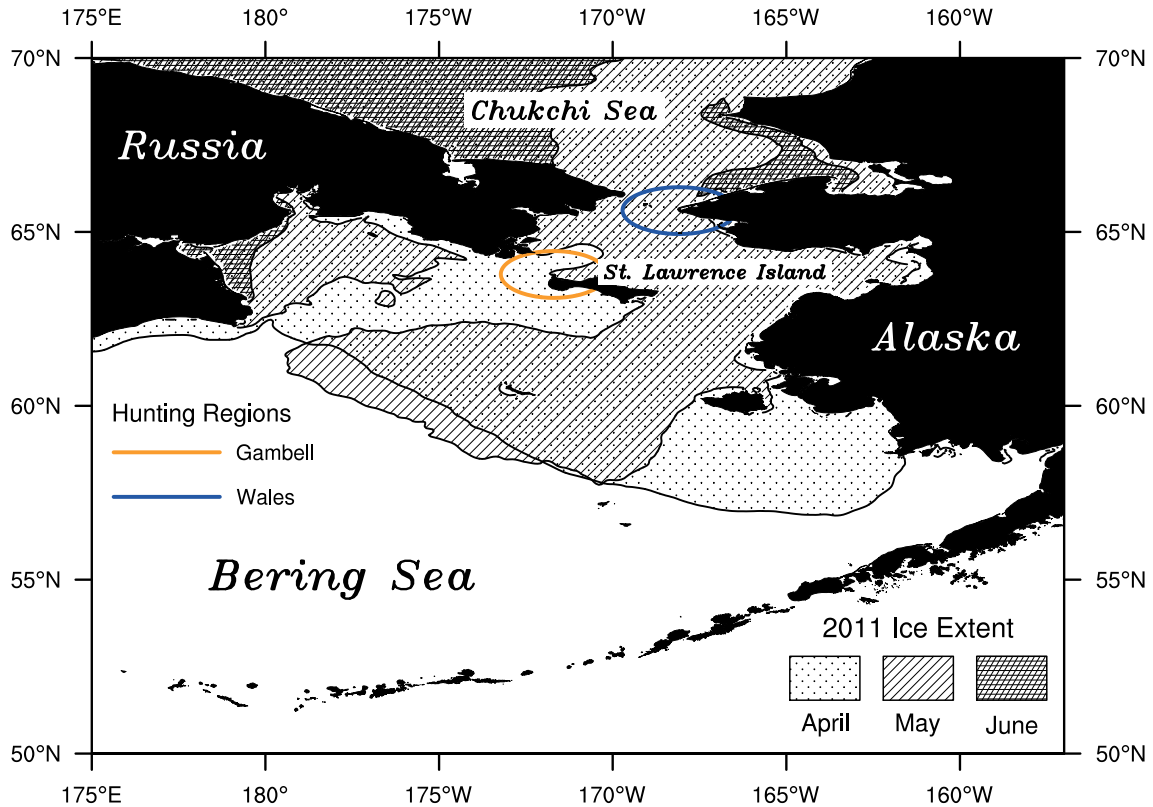 175°E 180° 170°W 165°W 160°W
70°N 70°N
Chukchi Sea
Russia
65°N 65°N
St. Lawrence Island
Alaska
60°N 60°N
Hunting Regions
Gambell
Wales
Bering Sea
55°N 55°N
2011 Ice Extent
April May June
50°N 50°N
175°E 180° 170°W 165°W 160°W